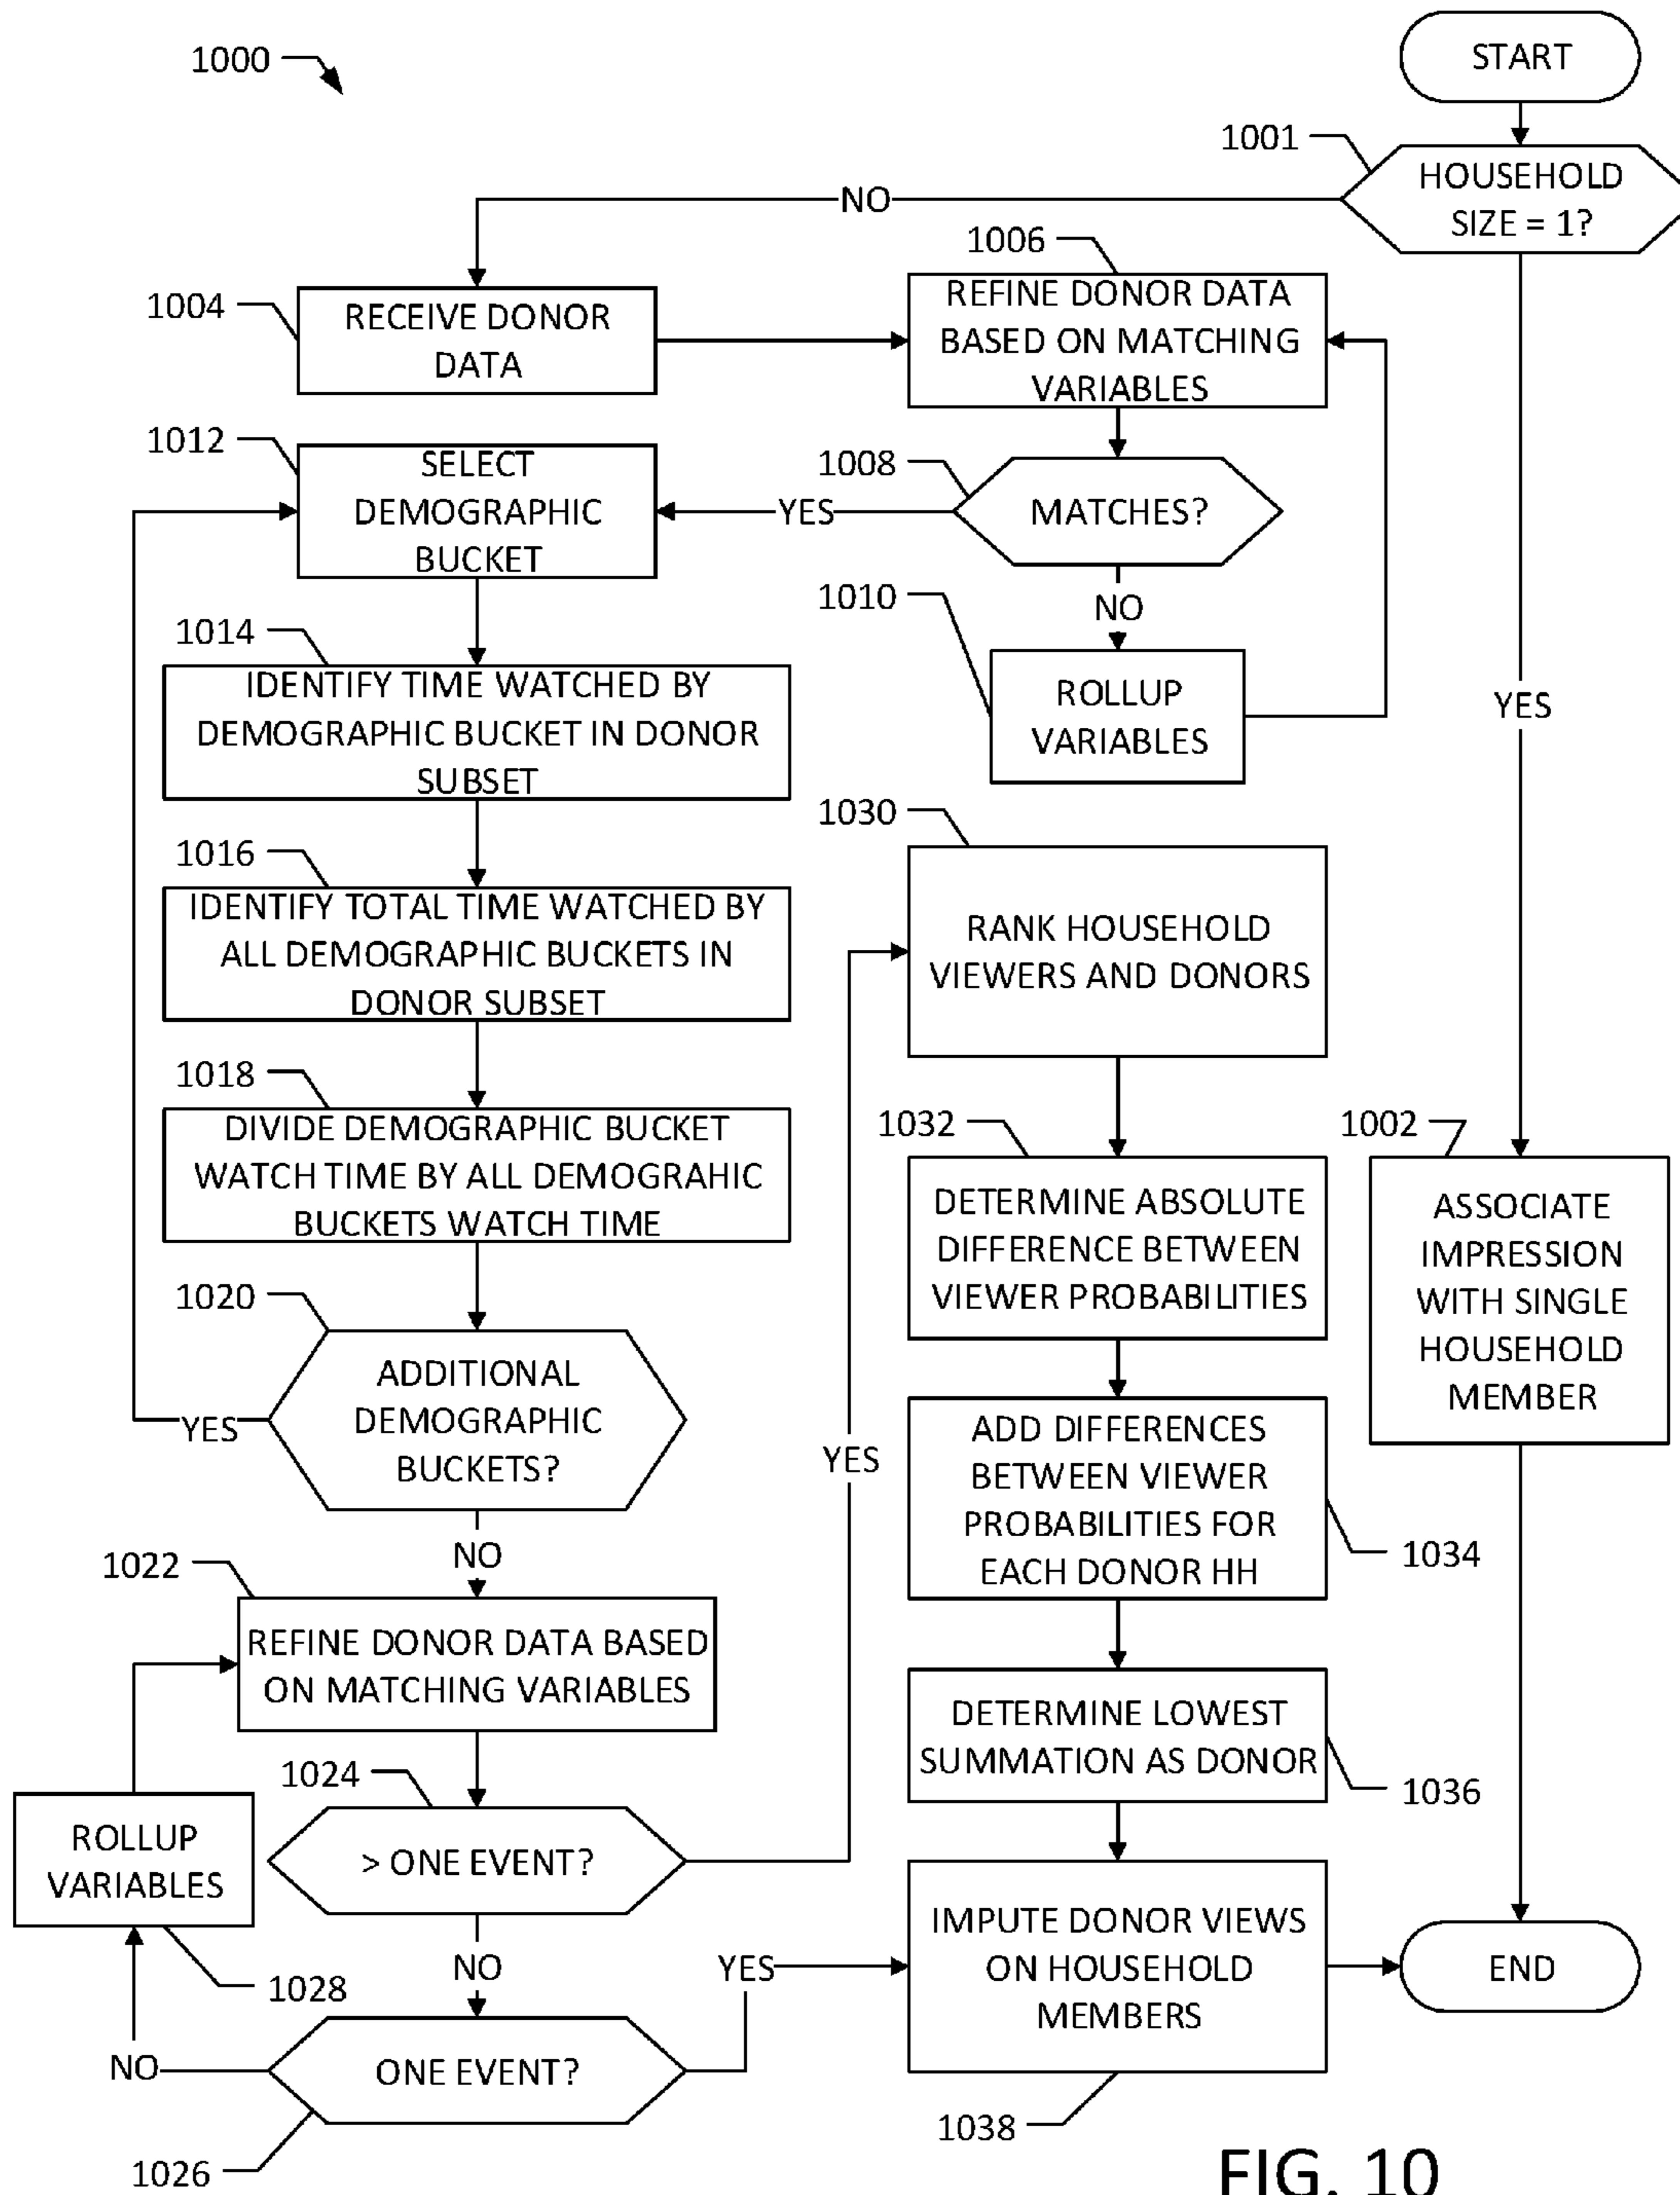 1000
START
1001
HOUSEHOLD
SIZE = 1?
NO
1006
1004
RECEIVE DONOR
DATA
REFINE DONOR DATA
BASED ON MATCHING
VARIABLES
1012
SELECT
DEMOGRAPHIC
BUCKET
YES
1008
MATCHES?
NO
1010
ROLLUP
VARIABLES
YES
1014
IDENTIFY TIME WATCHED BY
DEMOGRAPHIC BUCKET IN DONOR
SUBSET
1016
IDENTIFY TOTAL TIME WATCHED BY
ALL DEMOGRAPHIC BUCKETS IN
DONOR SUBSET
1018
DIVIDE DEMOGRAPHIC BUCKET
WATCH TIME BY ALL DEMOGRAHIC
BUCKETS WATCH TIME
1020
ADDITIONAL
DEMOGRAPHIC
BUCKETS?
YES
NO
1022
REFINE DONOR DATA BASED
ON MATCHING VARIABLES
1024
> ONE EVENT?
YES
NO
ROLLUP
VARIABLES
1028
NO
ONE EVENT?
1026
YES
1030
RANK HOUSEHOLD
VIEWERS AND DONORS
1032
DETERMINE ABSOLUTE
DIFFERENCE BETWEEN
VIEWER PROBABILITIES
ADD DIFFERENCES
BETWEEN VIEWER
PROBABILITIES FOR
EACH DONOR HH
1034
DETERMINE LOWEST
SUMMATION AS DONOR
1036
IMPUTE DONOR VIEWS
ON HOUSEHOLD
MEMBERS
1038
1002
ASSOCIATE
IMPRESSION
WITH SINGLE
HOUSEHOLD
MEMBER
END
FIG. 10